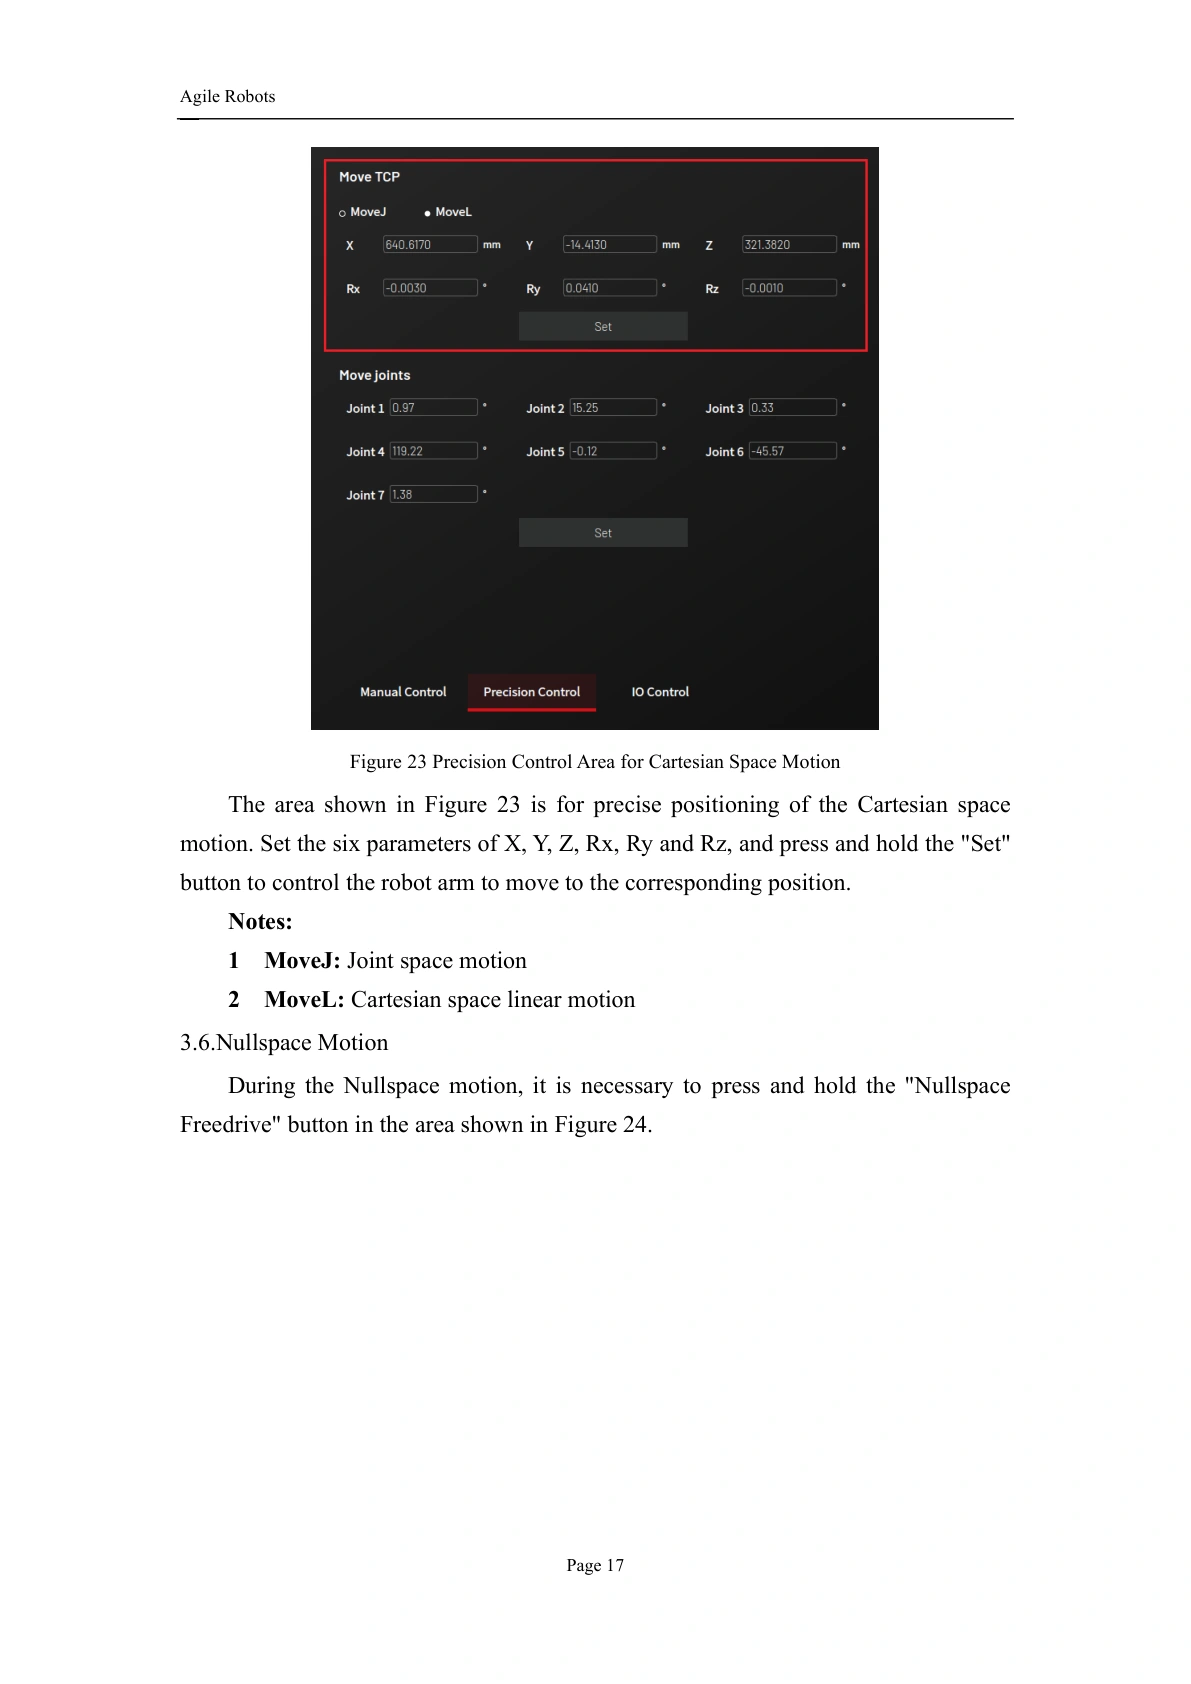 Agile Robots
Move TCP
MoveJ MoveL
X 640.6170 mm Y -14.4130 mm Z 321.3820 mm
Rx -0.0030 ° Ry 0.0410 ° Rz -0.0010 °
Set
Move joints
Joint 1 0.97 ° Joint 2 15.25 ° Joint 3 0.33 °
Joint 4 119.22 ° Joint 5 -0.12 ° Joint 6 -45.57 °
Joint 7 1.38 °
Set
Manual Control Precision Control IO Control
Figure 23 Precision Control Area for Cartesian Space Motion
The area shown in Figure 23 is for precise positioning of the Cartesian space
motion. Set the six parameters of X, Y, Z, Rx, Ry and Rz, and press and hold the "Set"
button to control the robot arm to move to the corresponding position.
Notes:
1 MoveJ: Joint space motion
2 MoveL: Cartesian space linear motion
3.6.Nullspace Motion
During the Nullspace motion, it is necessary to press and hold the "Nullspace
Freedrive" button in the area shown in Figure 24.
Page 17